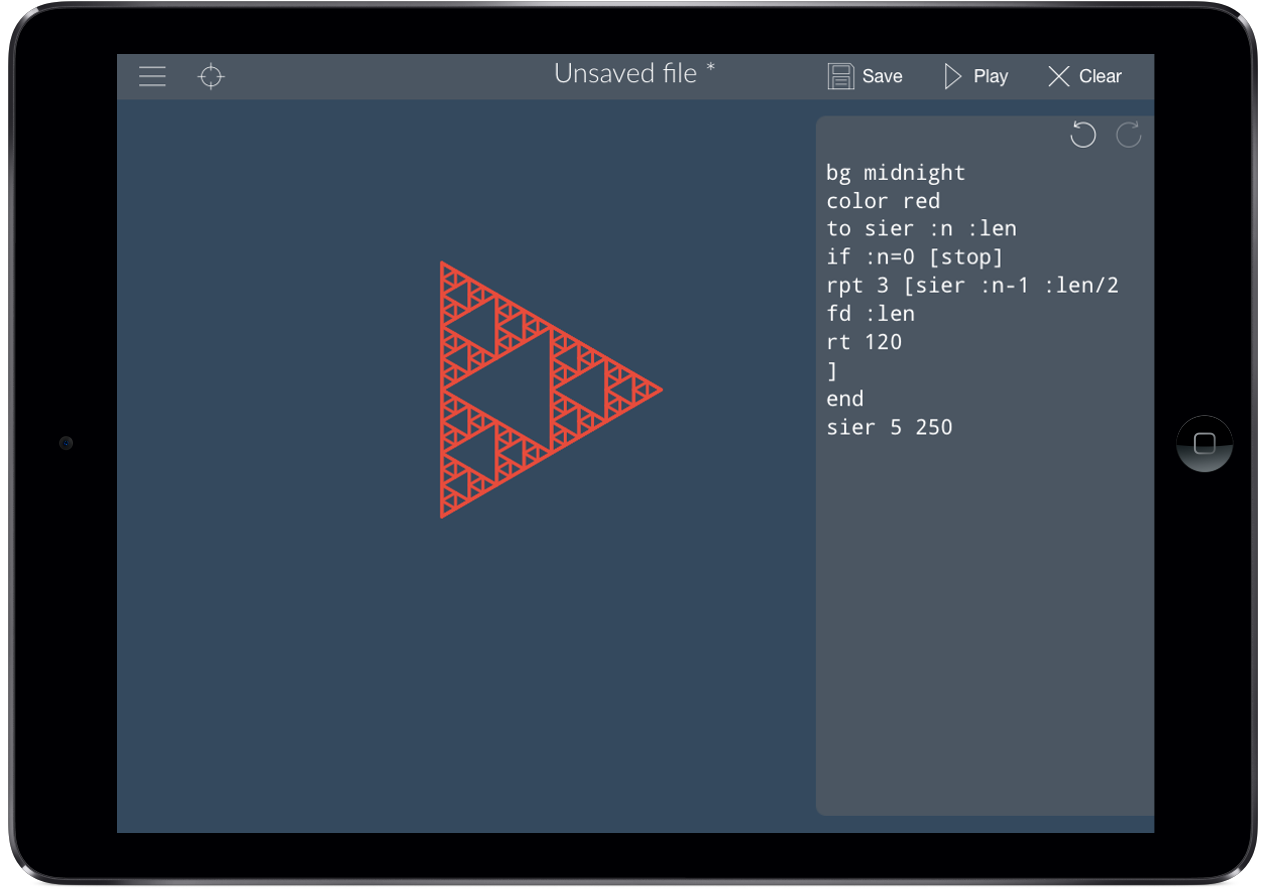 Unsaved file *
Save
Play
Clear
bg midnight
color red
to sier :n :len
if :n=0 [stop]
rpt 3 [sier :n-1 :len/2
fd :len
rt 120
]
end
sier 5 250